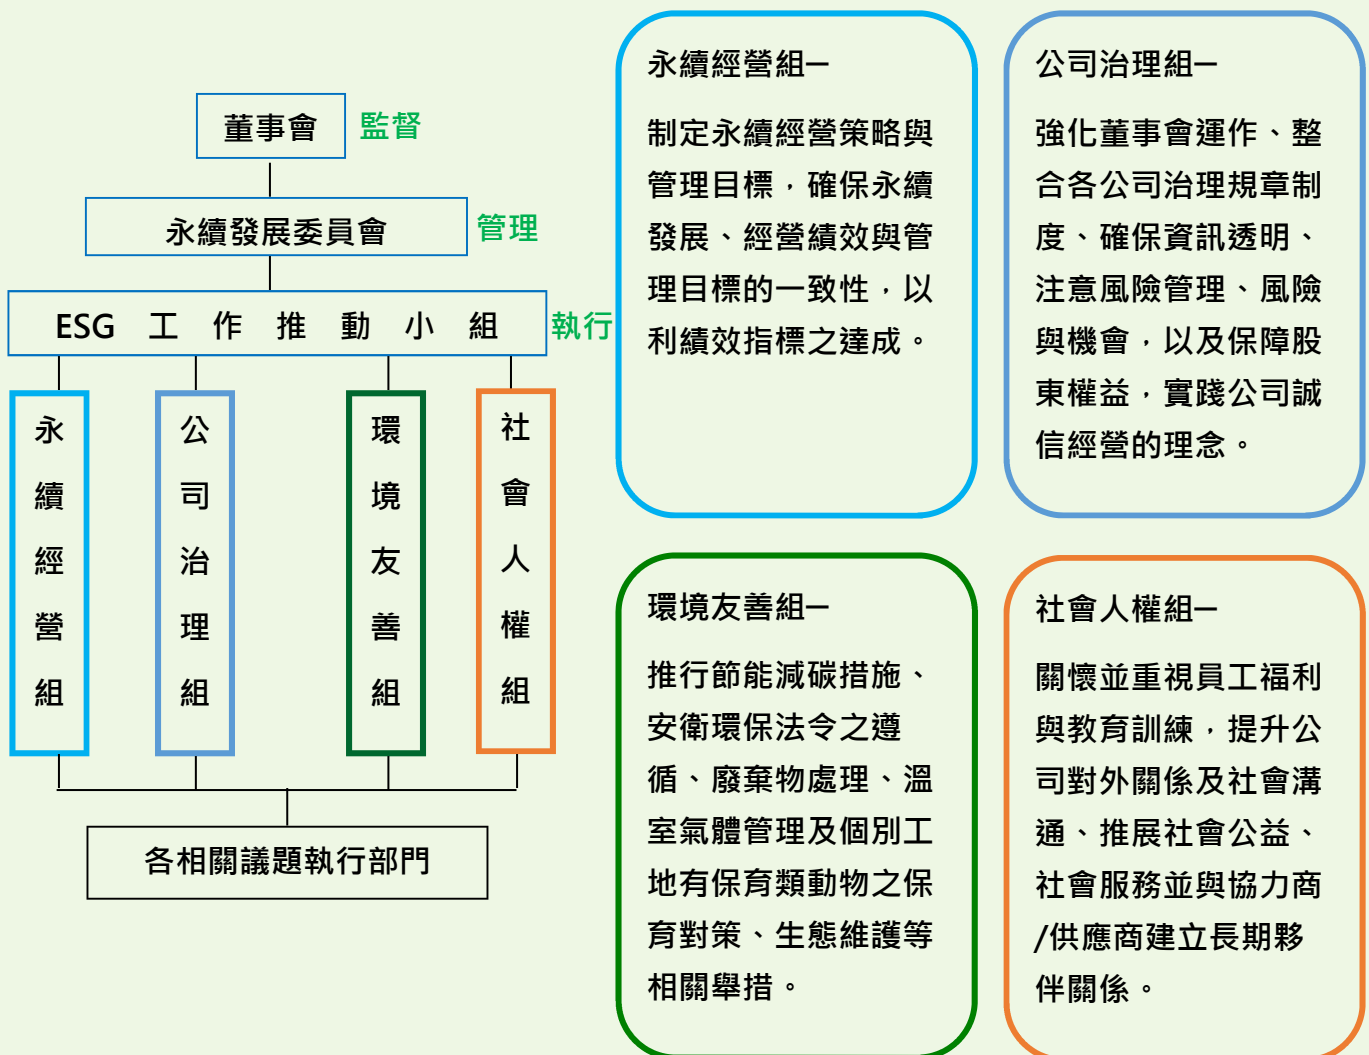 董事會
監督
永續發展委員會
管理
ESG 工 作 推 動 小 組
執行
永續經營組
公司治理組
環境友善組
社會人權組
各相關議題執行部門
永續經營組—
制定永續經營策略與
管理目標，確保永續
發展、經營績效與管
理目標的一致性，以
利績效指標之達成。
公司治理組—
強化董事會運作、整
合各公司治理規章制
度、確保資訊透明、
注意風險管理、風險
與機會，以及保障股
東權益，實踐公司誠
信經營的理念。
環境友善組—
推行節能減碳措施、
安衛環保法令之遵
循、廢棄物處理、溫
室氣體管理及個別工
地有保育類動物之保
育對策、生態維護等
相關舉措。
社會人權組—
關懷並重視員工福利
與教育訓練，提升公
司對外關係及社會溝
通、推展社會公益、
社會服務並與協力商
/供應商建立長期夥
伴關係。